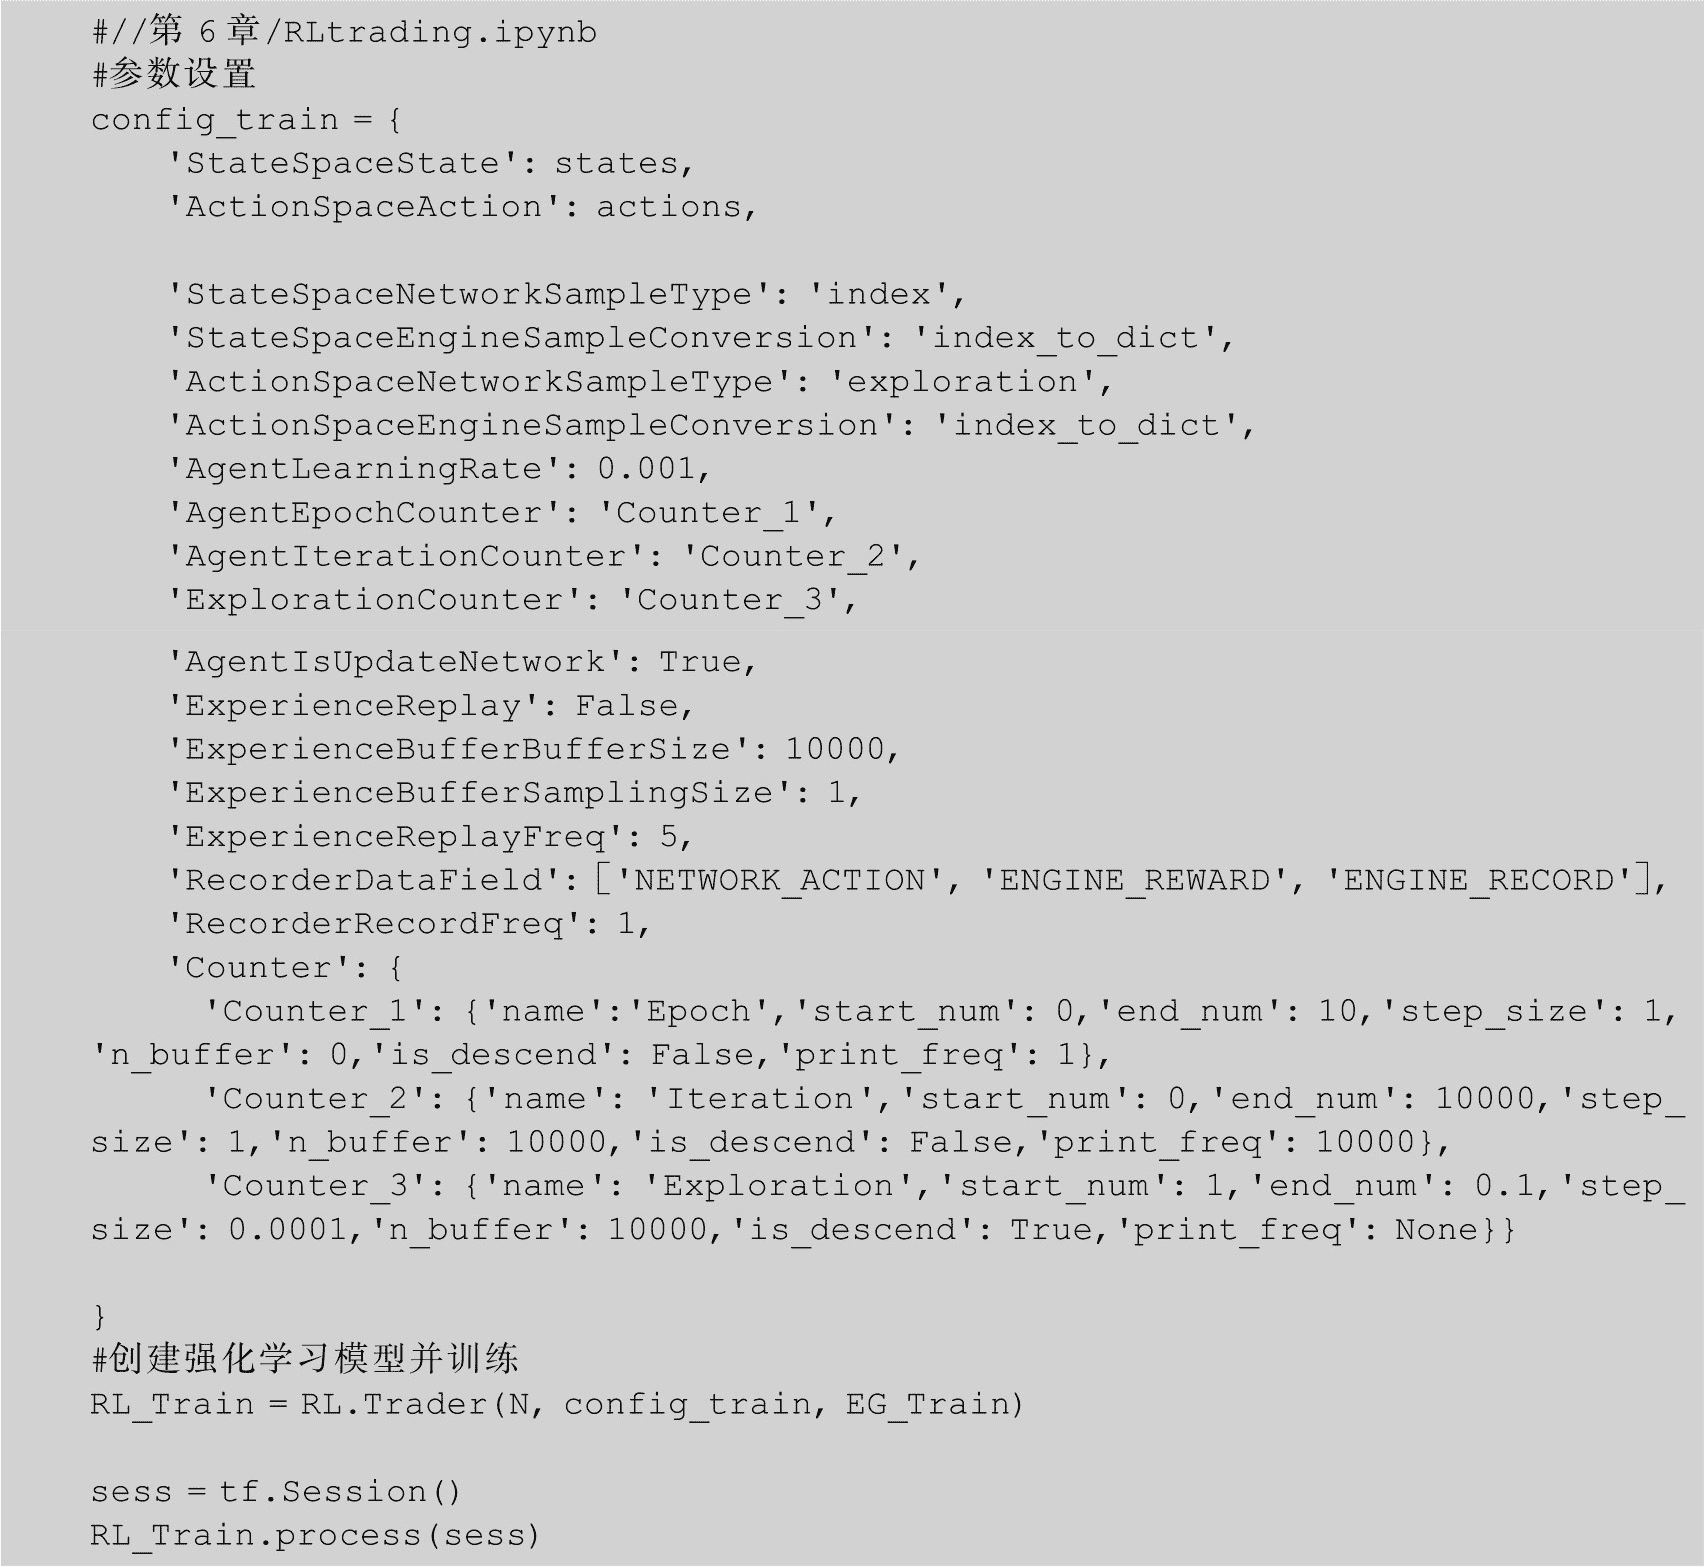 #//第 6 章/RLtrading.ipynb
#参数设置
config_train = {
    'StateSpaceState': states,
    'ActionSpaceAction': actions,

    'StateSpaceNetworkSampleType': 'index',
    'StateSpaceEngineSampleConversion': 'index_to_dict',
    'ActionSpaceNetworkSampleType': 'exploration',
    'ActionSpaceEngineSampleConversion': 'index_to_dict',
    'AgentLearningRate': 0.001,
    'AgentEpochCounter': 'Counter_1',
    'AgentIterationCounter': 'Counter_2',
    'ExplorationCounter': 'Counter_3',

    'AgentIsUpdateNetwork': True,
    'ExperienceReplay': False,
    'ExperienceBufferBufferSize': 10000,
    'ExperienceBufferSamplingSize': 1,
    'ExperienceReplayFreq': 5,
    'RecorderDataField': ['NETWORK_ACTION', 'ENGINE_REWARD', 'ENGINE_RECORD'],
    'RecorderRecordFreq': 1,
    'Counter': {
      'Counter_1': {'name':'Epoch','start_num': 0,'end_num': 10,'step_size': 1,
'n_buffer': 0,'is_descend': False,'print_freq': 1},
      'Counter_2': {'name': 'Iteration','start_num': 0,'end_num': 10000,'step_
size': 1,'n_buffer': 10000,'is_descend': False,'print_freq': 10000},
      'Counter_3': {'name': 'Exploration','start_num': 1,'end_num': 0.1,'step_
size': 0.0001,'n_buffer': 10000,'is_descend': True,'print_freq': None}}

}
#创建强化学习模型并训练
RL_Train = RL.Trader(N, config_train, EG_Train)

sess = tf.Session()
RL_Train.process(sess)